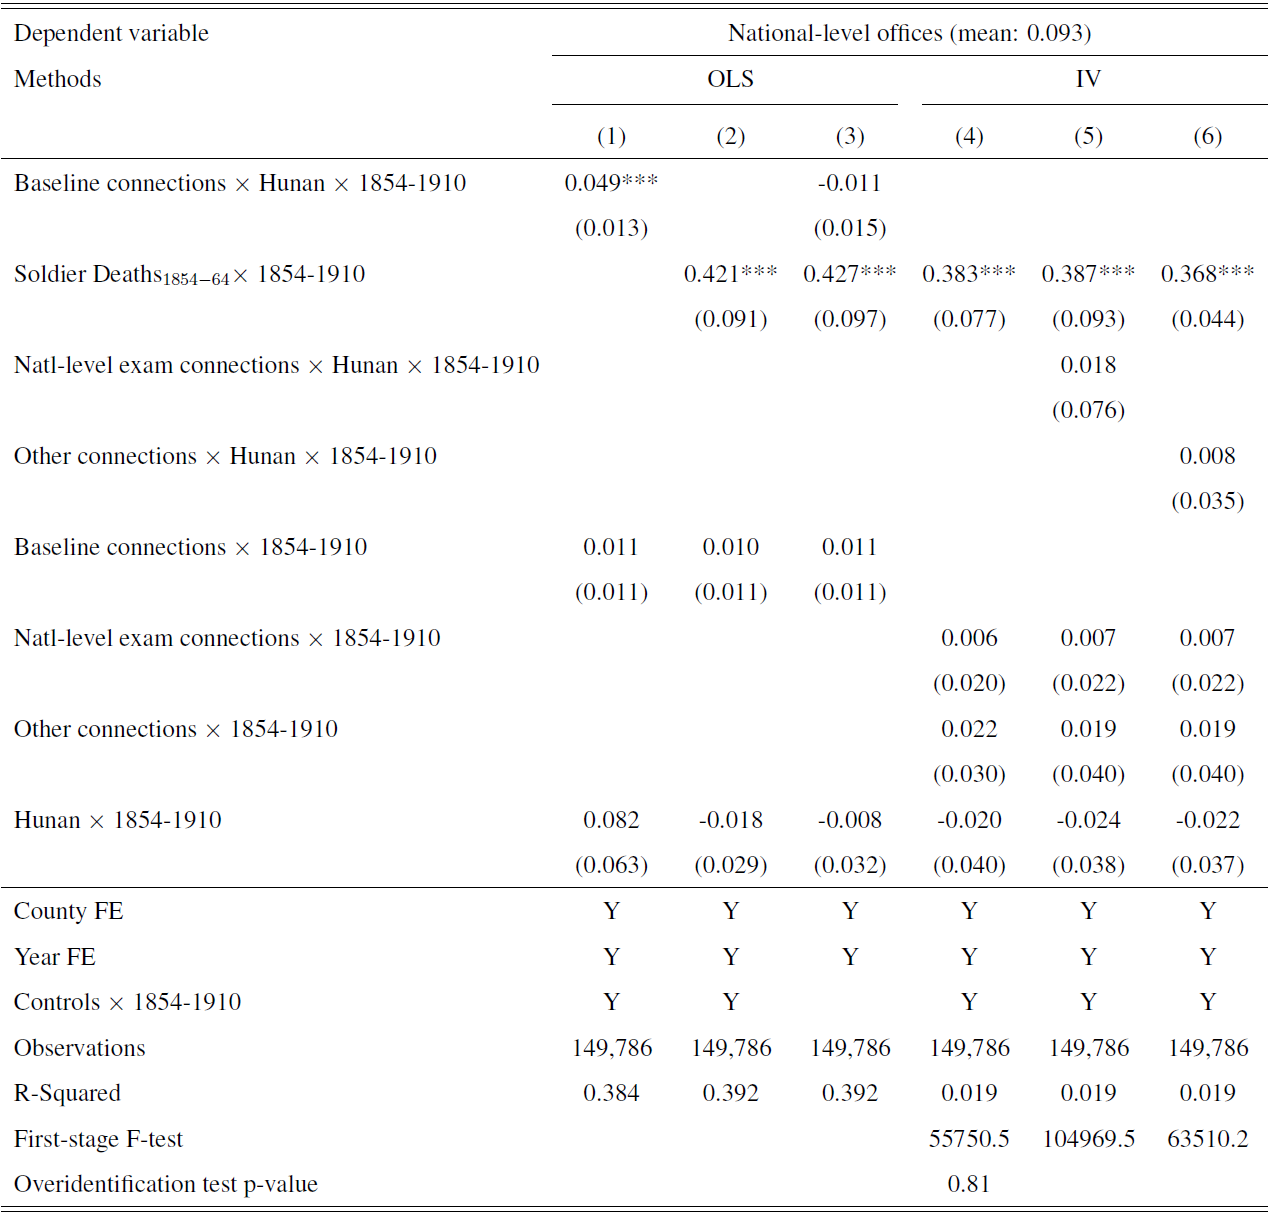 Dependent variable National-level offices (mean: 0.093)
Methods OLS IV
(1) (2) (3) (4) (5) (6)
Baseline connections × Hunan × 1854-1910 0.049*** -0.011
(0.013) (0.015)
Soldier Deaths1854−64× 1854-1910 0.421*** 0.427*** 0.383*** 0.387*** 0.368***
(0.091) (0.097) (0.077) (0.093) (0.044)
Natl-level exam connections × Hunan × 1854-1910 0.018
(0.076)
Other connections × Hunan × 1854-1910 0.008
(0.035)
Baseline connections × 1854-1910 0.011 0.010 0.011
(0.011) (0.011) (0.011)
Natl-level exam connections × 1854-1910 0.006 0.007 0.007
(0.020) (0.022) (0.022)
Other connections × 1854-1910 0.022 0.019 0.019
(0.030) (0.040) (0.040)
Hunan × 1854-1910 0.082 -0.018 -0.008 -0.020 -0.024 -0.022
(0.063) (0.029) (0.032) (0.040) (0.038) (0.037)
County FE Y Y Y Y Y Y
Year FE Y Y Y Y Y Y
Controls × 1854-1910 Y Y Y Y Y
Observations 149,786 149,786 149,786 149,786 149,786 149,786
R-Squared 0.384 0.392 0.392 0.019 0.019 0.019
First-stage F-test 55750.5 104969.5 63510.2
Overidentification test p-value 0.81